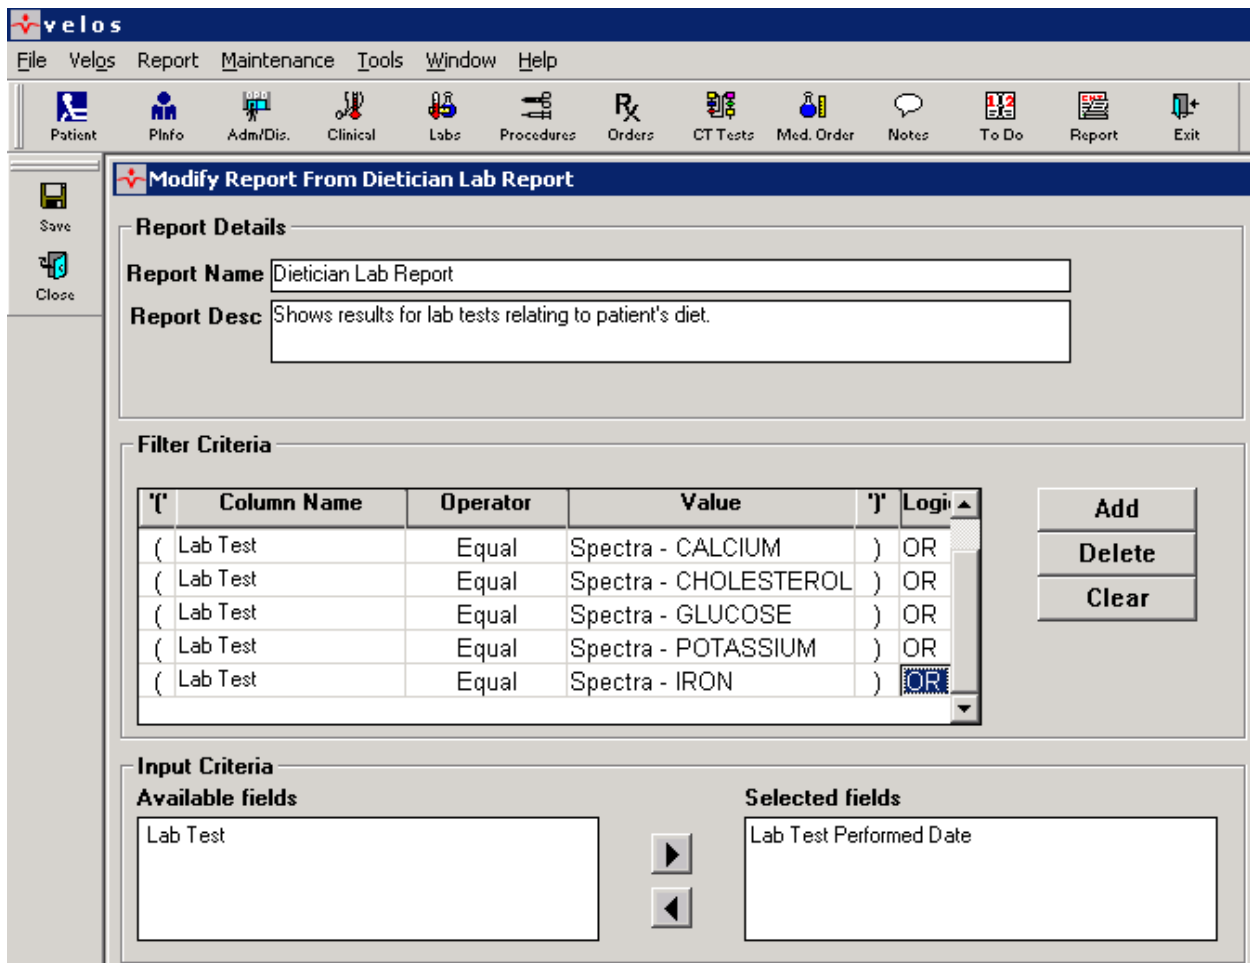 velos
File Velos Report Maintenance Tools Window Help
Patient PInfo Adm/Dis. Clinical Labs Procedures Orders CT Tests Med. Order Notes To Do Report Exit
Modify Report From Dietician Lab Report
Save
Close
Report Details
Report Name Dietician Lab Report
Report Desc Shows results for lab tests relating to patient's diet.
Filter Criteria
'(' Column Name Operator Value ')' Logi
( Lab Test Equal Spectra - CALCIUM ) OR
( Lab Test Equal Spectra - CHOLESTEROL ) OR
( Lab Test Equal Spectra - GLUCOSE ) OR
( Lab Test Equal Spectra - POTASSIUM ) OR
( Lab Test Equal Spectra - IRON ) OR
Add
Delete
Clear
Input Criteria
Available fields Selected fields
Lab Test Lab Test Performed Date